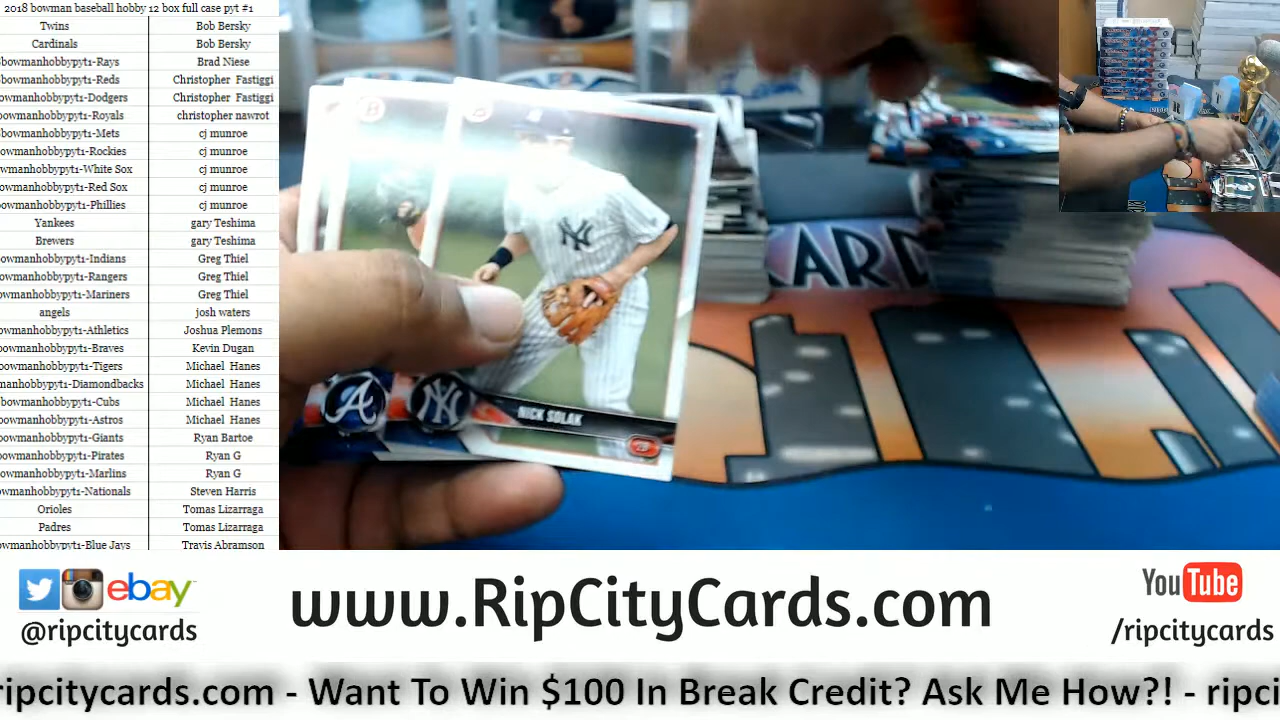 2018 bowman baseball hobby 12 box full case pyt #1
Twins Bob Bersky
Cardinals Bob Bersky
bowmanhobbypyt1-Rays Brad Niese
bowmanhobbypyt1-Reds Christopher Fastiggi
owmanhobbypyt1-Dodgers Christopher Fastiggi
owmanhobbypyt1-Royals christopher nawrot
bowmanhobbypyt1-Mets cj munroe
owmanhobbypyt1-Rockies cj munroe
wmanhobbypyt1-White Sox cj munroe
wmanhobbypyt1-Red Sox cj munroe
owmanhobbypyt1-Phillies cj munroe
Yankees gary Teshima
Brewers gary Teshima
owmanhobbypyt1-Indians Greg Thiel
owmanhobbypyt1-Rangers Greg Thiel
wmanhobbypyt1-Mariners Greg Thiel
angels josh waters
wmanhobbypyt1-Athletics Joshua Plemons
owmanhobbypyt1-Braves Kevin Dugan
owmanhobbypyt1-Tigers Michael Hanes
manhobbypyt1-Diamondbacks Michael Hanes
bowmanhobbypyt1-Cubs Michael Hanes
owmanhobbypyt1-Astros Michael Hanes
owmanhobbypyt1-Giants Ryan Bartoe
owmanhobbypyt1-Pirates Ryan G
owmanhobbypyt1-Marlins Ryan G
wmanhobbypyt1-Nationals Steven Harris
Orioles Tomas Lizarraga
Padres Tomas Lizarraga
owmanhobbypyt1-Blue Jays Travis Abramson
NY
A NY
NICK SOLAK
CARD
ebay
@ripcitycards
www.RipCityCards.com
YouTube
/ripcitycards
ripcitycards.com - Want To Win $100 In Break Credit? Ask Me How?! - ripci